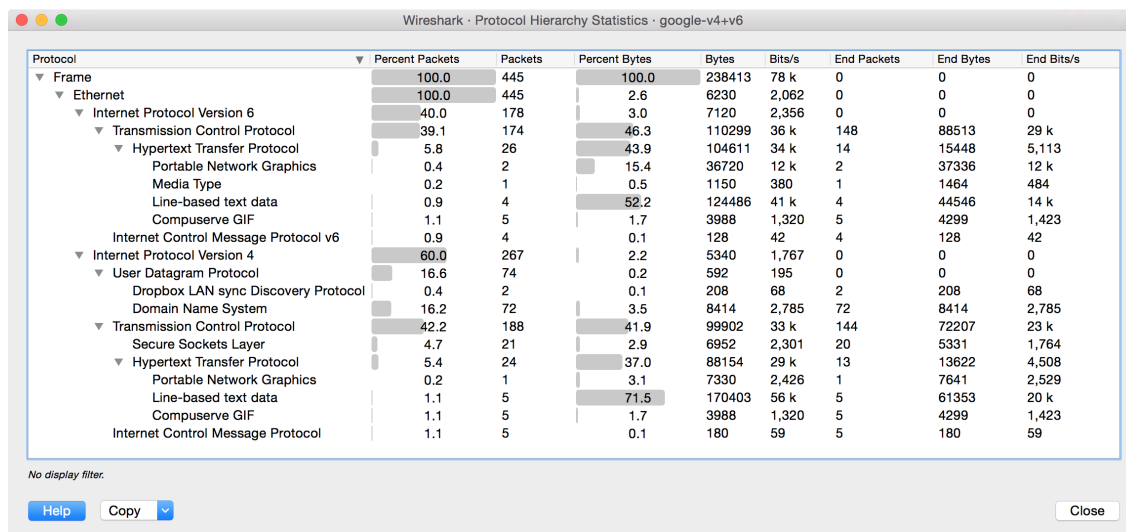 Wireshark · Protocol Hierarchy Statistics · google-v4+v6
Protocol Percent Packets Packets Percent Bytes Bytes Bits/s End Packets End Bytes End Bits/s
Frame 100.0 445 100.0 238413 78 k 0 0 0
Ethernet 100.0 445 2.6 6230 2,062 0 0 0
Internet Protocol Version 6 40.0 178 3.0 7120 2,356 0 0 0
Transmission Control Protocol 39.1 174 46.3 110299 36 k 148 88513 29 k
Hypertext Transfer Protocol 5.8 26 43.9 104611 34 k 14 15448 5,113
Portable Network Graphics 0.4 2 15.4 36720 12 k 2 37336 12 k
Media Type 0.2 1 0.5 1150 380 1 1464 484
Line-based text data 0.9 4 52.2 124486 41 k 4 44546 14 k
Compuserve GIF 1.1 5 1.7 3988 1,320 5 4299 1,423
Internet Control Message Protocol v6 0.9 4 0.1 128 42 4 128 42
Internet Protocol Version 4 60.0 267 2.2 5340 1,767 0 0 0
User Datagram Protocol 16.6 74 0.2 592 195 0 0 0
Dropbox LAN sync Discovery Protocol 0.4 2 0.1 208 68 2 208 68
Domain Name System 16.2 72 3.5 8414 2,785 72 8414 2,785
Transmission Control Protocol 42.2 188 41.9 99902 33 k 144 72207 23 k
Secure Sockets Layer 4.7 21 2.9 6952 2,301 20 5331 1,764
Hypertext Transfer Protocol 5.4 24 37.0 88154 29 k 13 13622 4,508
Portable Network Graphics 0.2 1 3.1 7330 2,426 1 7641 2,529
Line-based text data 1.1 5 71.5 170403 56 k 5 61353 20 k
Compuserve GIF 1.1 5 1.7 3988 1,320 5 4299 1,423
Internet Control Message Protocol 1.1 5 0.1 180 59 5 180 59
No display filter.
Help Copy Close